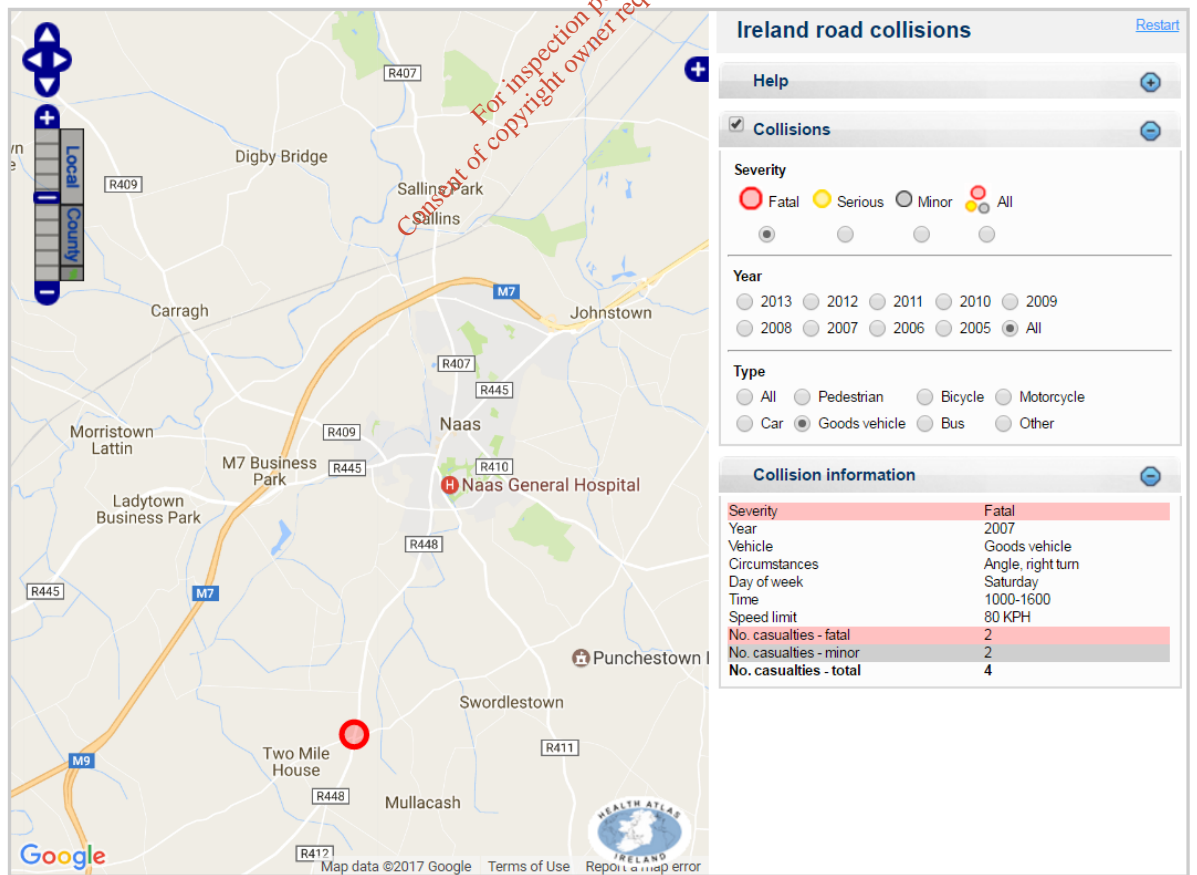 For inspection p
Consent of copyright owner req
R407
Digby Bridge
R409
Sallins Park
Sallins
Local
County
M7
Carragh
Johnstown
R407
R445
Naas
Morristown
Lattin
R409
M7 Business
Park
R445
R410
H Naas General Hospital
Ladytown
Business Park
R448
R445
M7
Punchestown
Swordlestown
M9
Two Mile
House
R411
R448
Mullacash
HEALTH ATLAS
IRELAND
R412
Google
Map data ©2017 Google Terms of Use Report a map error
Ireland road collisions Restart
Help
Collisions
Severity
Fatal Serious Minor All
Year
2013 2012 2011 2010 2009
2008 2007 2006 2005 All
Type
All Pedestrian Bicycle Motorcycle
Car Goods vehicle Bus Other
Collision information
Severity Fatal
Year 2007
Vehicle Goods vehicle
Circumstances Angle, right turn
Day of week Saturday
Time 1000-1600
Speed limit 80 KPH
No. casualties - fatal 2
No. casualties - minor 2
No. casualties - total 4